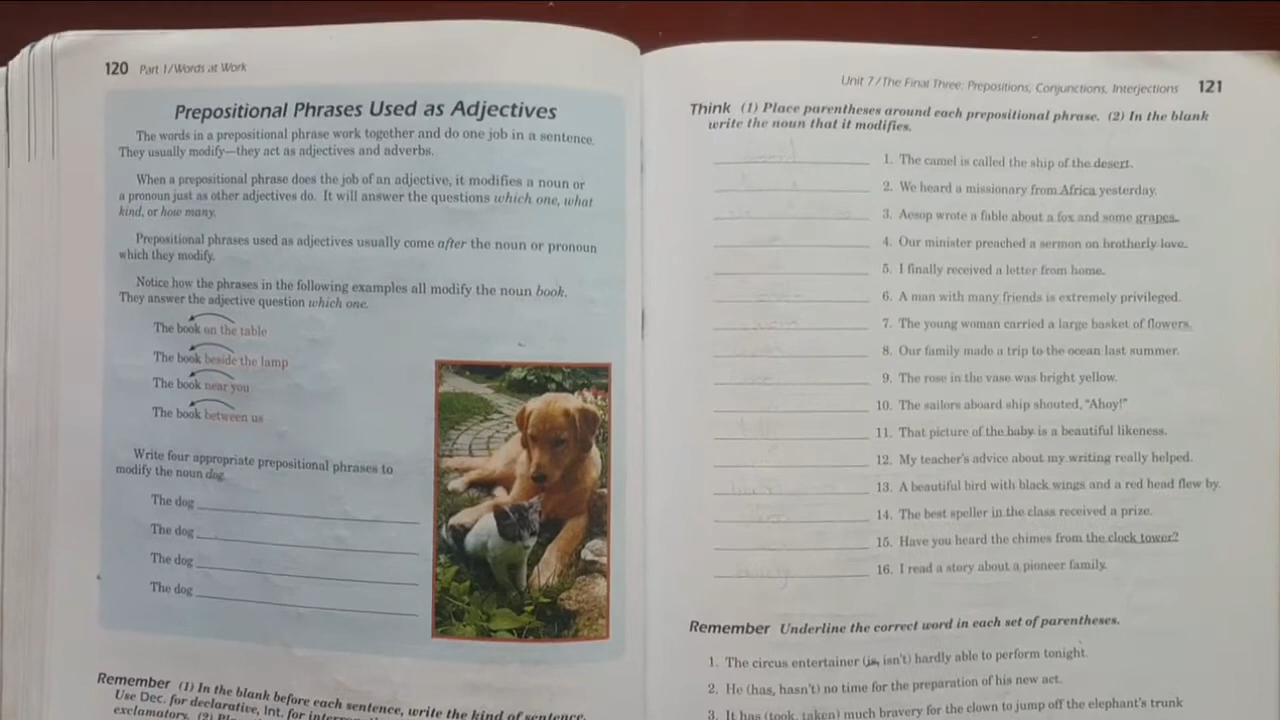 120 Part 1/Words at Work
Prepositional Phrases Used as Adjectives
The words in a prepositional phrase work together and do one job in a sentence.
They usually modify—they act as adjectives and adverbs.
When a prepositional phrase does the job of an adjective, it modifies a noun or
a pronoun just as other adjectives do. It will answer the questions which one, what
kind, or how many.
Prepositional phrases used as adjectives usually come after the noun or pronoun
which they modify.
Notice how the phrases in the following examples all modify the noun book.
They answer the adjective question which one.
The book on the table
The book beside the lamp
The book near you
The book between us
Write four appropriate prepositional phrases to
modify the noun dog.
The dog
The dog
The dog
The dog
Remember (1) In the blank before each sentence, write the kind of sentence.
Use Dec. for declarative, Int. for
exclamatory. (2)
Unit 7/The Final Three: Prepositions, Conjunctions, Interjections 121
Think (1) Place parentheses around each prepositional phrase. (2) In the blank
write the noun that it modifies.
1. The camel is called the ship of the desert.
2. We heard a missionary from Africa yesterday.
3. Aesop wrote a fable about a fox and some grapes.
4. Our minister preached a sermon on brotherly love.
5. I finally received a letter from home.
6. A man with many friends is extremely privileged.
7. The young woman carried a large basket of flowers.
8. Our family made a trip to the ocean last summer.
9. The rose in the vase was bright yellow.
10. The sailors aboard ship shouted, "Ahoy!"
11. That picture of the baby is a beautiful likeness.
12. My teacher's advice about my writing really helped.
13. A beautiful bird with black wings and a red head flew by.
14. The best speller in the class received a prize.
15. Have you heard the chimes from the clock tower?
16. I read a story about a pioneer family.
Remember Underline the correct word in each set of parentheses.
1. The circus entertainer (is, isn't) hardly able to perform tonight.
2. He (has, hasn't) no time for the preparation of his new act.
3. It has (took, taken) much bravery for the clown to jump off the elephant's trunk